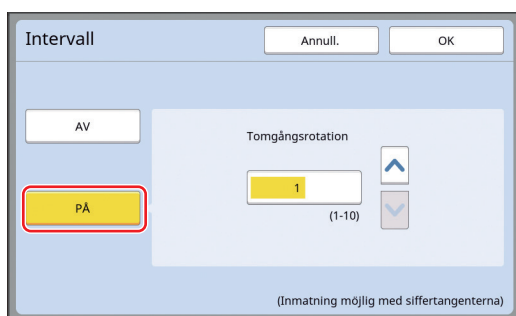 Intervall
Annull.
OK
AV
PÅ
Tomgångsrotation
1
(1-10)
(Inmatning möjlig med siffertangenterna)